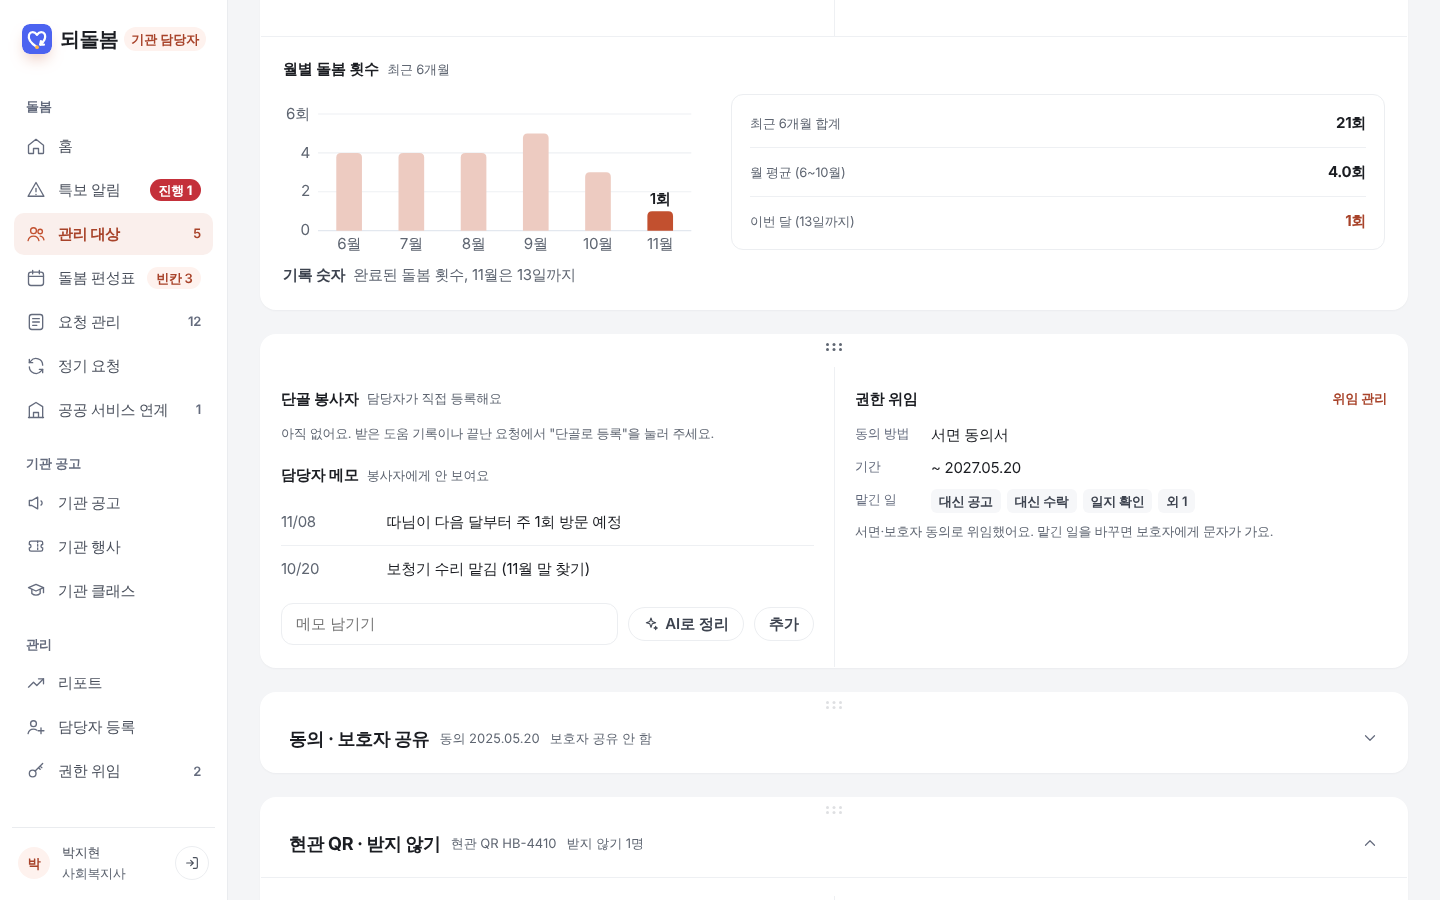 되돌봄 기관 담당자
돌봄
홈
특보 알림 진행 1
관리 대상 5
돌봄 편성표 빈칸 3
요청 관리 12
정기 요청
공공 서비스 연계 1
기관 공고
기관 공고
기관 행사
기관 클래스
관리
리포트
담당자 등록
권한 위임 2
박 박지현
사회복지사
월별 돌봄 횟수 최근 6개월
6회
4
2
0
1회
6월 7월 8월 9월 10월 11월
기록 숫자 완료된 돌봄 횟수, 11월은 13일까지
최근 6개월 합계 21회
월 평균 (6~10월) 4.0회
이번 달 (13일까지) 1회
단골 봉사자 담당자가 직접 등록해요
아직 없어요. 받은 도움 기록이나 끝난 요청에서 "단골로 등록"을 눌러 주세요.
담당자 메모 봉사자에게 안 보여요
11/08 따님이 다음 달부터 주 1회 방문 예정
10/20 보청기 수리 맡김 (11월 말 찾기)
메모 남기기 AI로 정리 추가
권한 위임 위임 관리
동의 방법 서면 동의서
기간 ~ 2027.05.20
맡긴 일 대신 공고 대신 수락 일지 확인 외 1
서면·보호자 동의로 위임했어요. 맡긴 일을 바꾸면 보호자에게 문자가 가요.
동의 · 보호자 공유 동의 2025.05.20 보호자 공유 안 함
현관 QR · 받지 않기 현관 QR HB-4410 받지 않기 1명